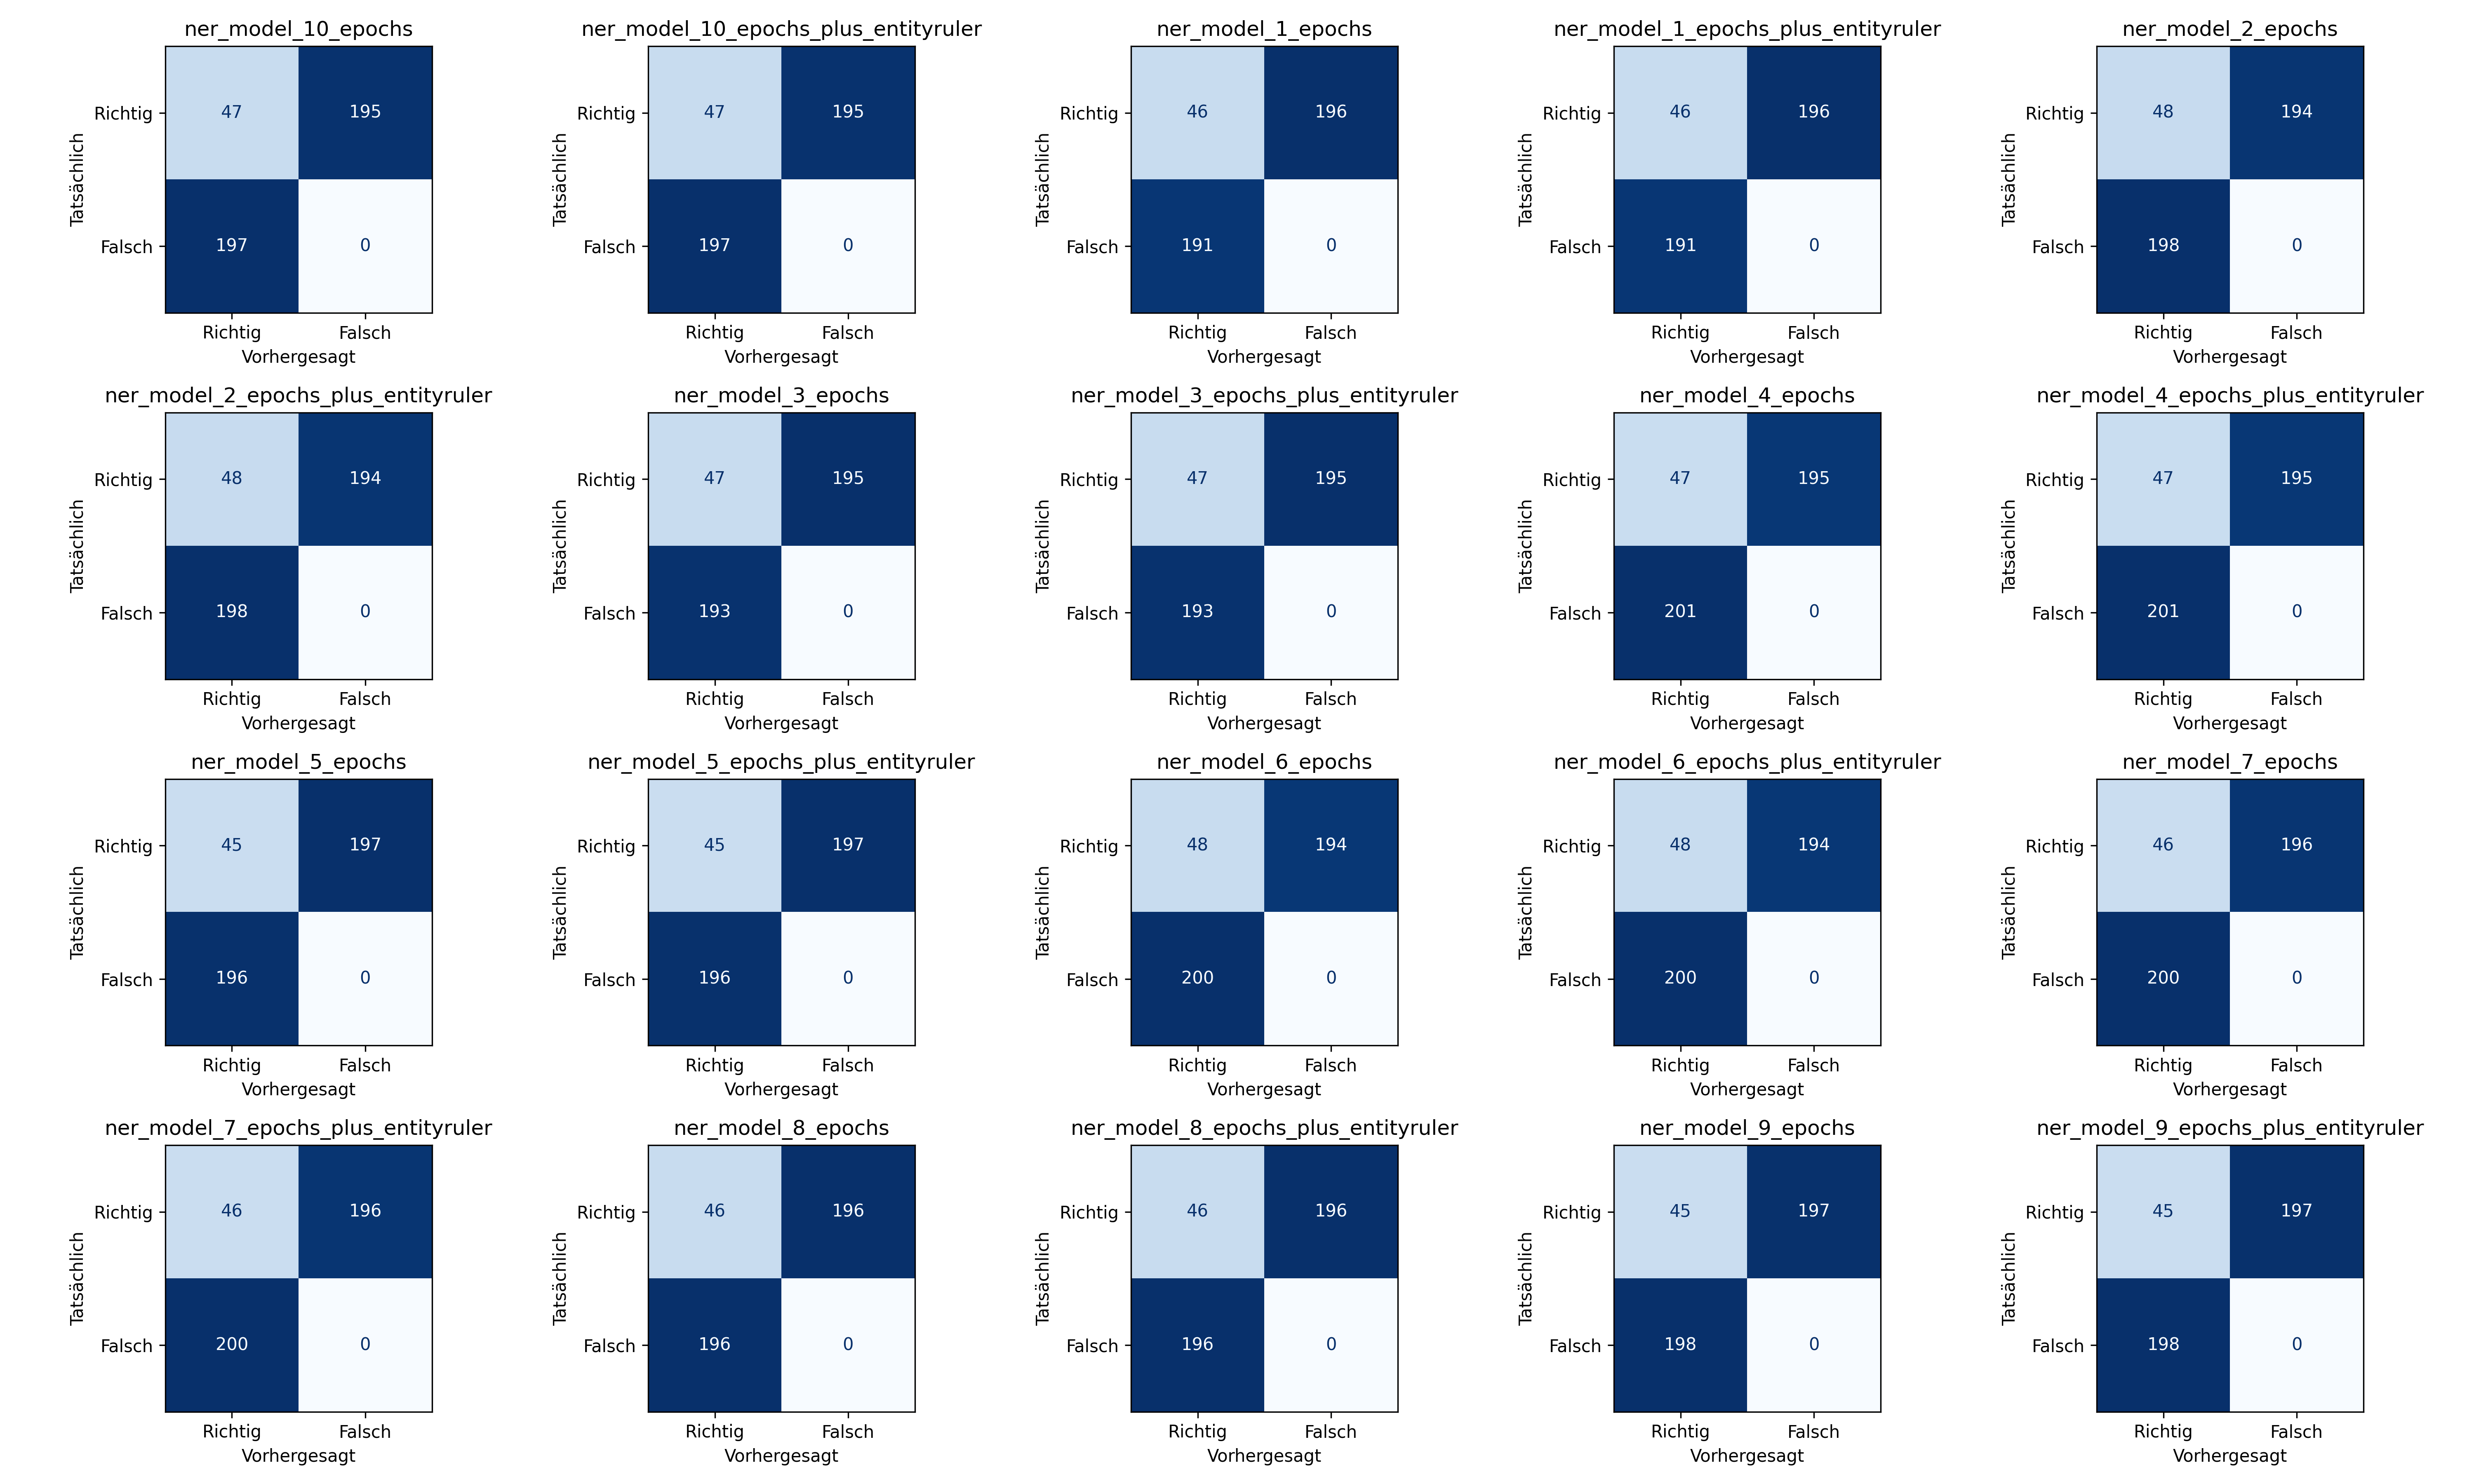 ner_model_10_epochs
Tatsächlich
Richtig
47
195
Falsch
197
0
Richtig
Falsch
Vorhergesagt
ner_model_10_epochs_plus_entityruler
Tatsächlich
Richtig
47
195
Falsch
197
0
Richtig
Falsch
Vorhergesagt
ner_model_1_epochs
Tatsächlich
Richtig
46
196
Falsch
191
0
Richtig
Falsch
Vorhergesagt
ner_model_1_epochs_plus_entityruler
Tatsächlich
Richtig
46
196
Falsch
191
0
Richtig
Falsch
Vorhergesagt
ner_model_2_epochs
Tatsächlich
Richtig
48
194
Falsch
198
0
Richtig
Falsch
Vorhergesagt
ner_model_2_epochs_plus_entityruler
Tatsächlich
Richtig
48
194
Falsch
198
0
Richtig
Falsch
Vorhergesagt
ner_model_3_epochs
Tatsächlich
Richtig
47
195
Falsch
193
0
Richtig
Falsch
Vorhergesagt
ner_model_3_epochs_plus_entityruler
Tatsächlich
Richtig
47
195
Falsch
193
0
Richtig
Falsch
Vorhergesagt
ner_model_4_epochs
Tatsächlich
Richtig
47
195
Falsch
201
0
Richtig
Falsch
Vorhergesagt
ner_model_4_epochs_plus_entityruler
Tatsächlich
Richtig
47
195
Falsch
201
0
Richtig
Falsch
Vorhergesagt
ner_model_5_epochs
Tatsächlich
Richtig
45
197
Falsch
196
0
Richtig
Falsch
Vorhergesagt
ner_model_5_epochs_plus_entityruler
Tatsächlich
Richtig
45
197
Falsch
196
0
Richtig
Falsch
Vorhergesagt
ner_model_6_epochs
Tatsächlich
Richtig
48
194
Falsch
200
0
Richtig
Falsch
Vorhergesagt
ner_model_6_epochs_plus_entityruler
Tatsächlich
Richtig
48
194
Falsch
200
0
Richtig
Falsch
Vorhergesagt
ner_model_7_epochs
Tatsächlich
Richtig
46
196
Falsch
200
0
Richtig
Falsch
Vorhergesagt
ner_model_7_epochs_plus_entityruler
Tatsächlich
Richtig
46
196
Falsch
200
0
Richtig
Falsch
Vorhergesagt
ner_model_8_epochs
Tatsächlich
Richtig
46
196
Falsch
196
0
Richtig
Falsch
Vorhergesagt
ner_model_8_epochs_plus_entityruler
Tatsächlich
Richtig
46
196
Falsch
196
0
Richtig
Falsch
Vorhergesagt
ner_model_9_epochs
Tatsächlich
Richtig
45
197
Falsch
198
0
Richtig
Falsch
Vorhergesagt
ner_model_9_epochs_plus_entityruler
Tatsächlich
Richtig
45
197
Falsch
198
0
Richtig
Falsch
Vorhergesagt